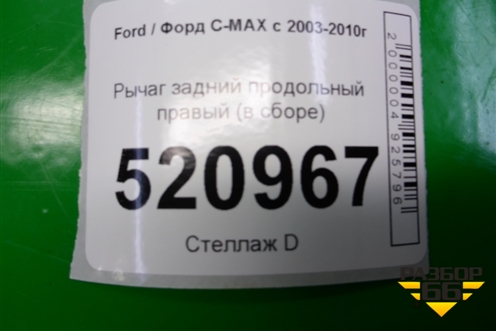 Ford / Форд C-MAX с 2003-2010г
Рычаг задний продольный
правый (в сборе)
520967
Стеллаж D
2000004925796
РАЗБОР
66